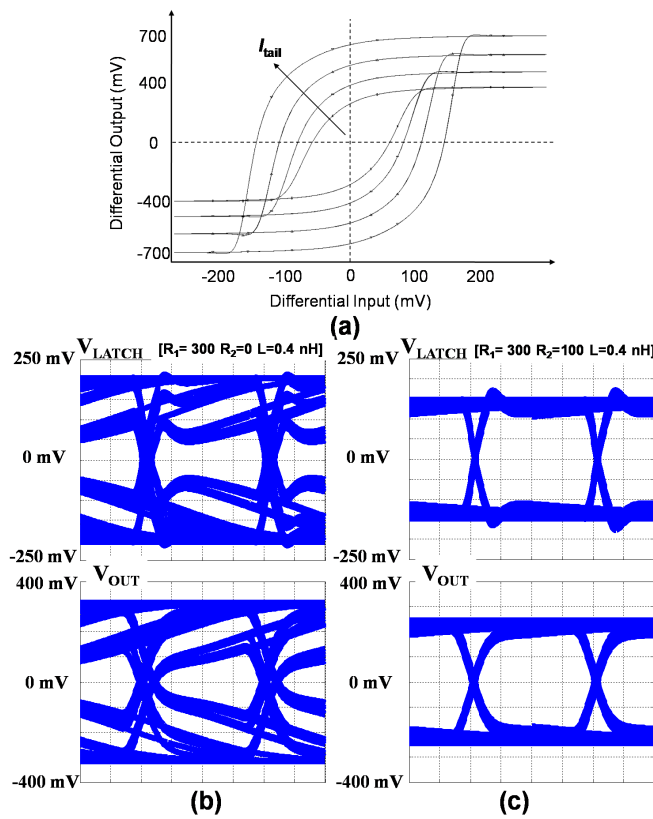 700
400
0
-400
-700
Differential Output (mV)
I_tail
-200 -100 0 100 200
Differential Input (mV)
(a)
V_LATCH [R₁= 300 R₂=0 L=0.4 nH]
250 mV
0 mV
-250 mV
V_OUT
400 mV
0 mV
-400 mV
(b)
V_LATCH [R₁= 300 R₂=100 L=0.4 nH]
250 mV
0 mV
-250 mV
V_OUT
400 mV
0 mV
-400 mV
(c)